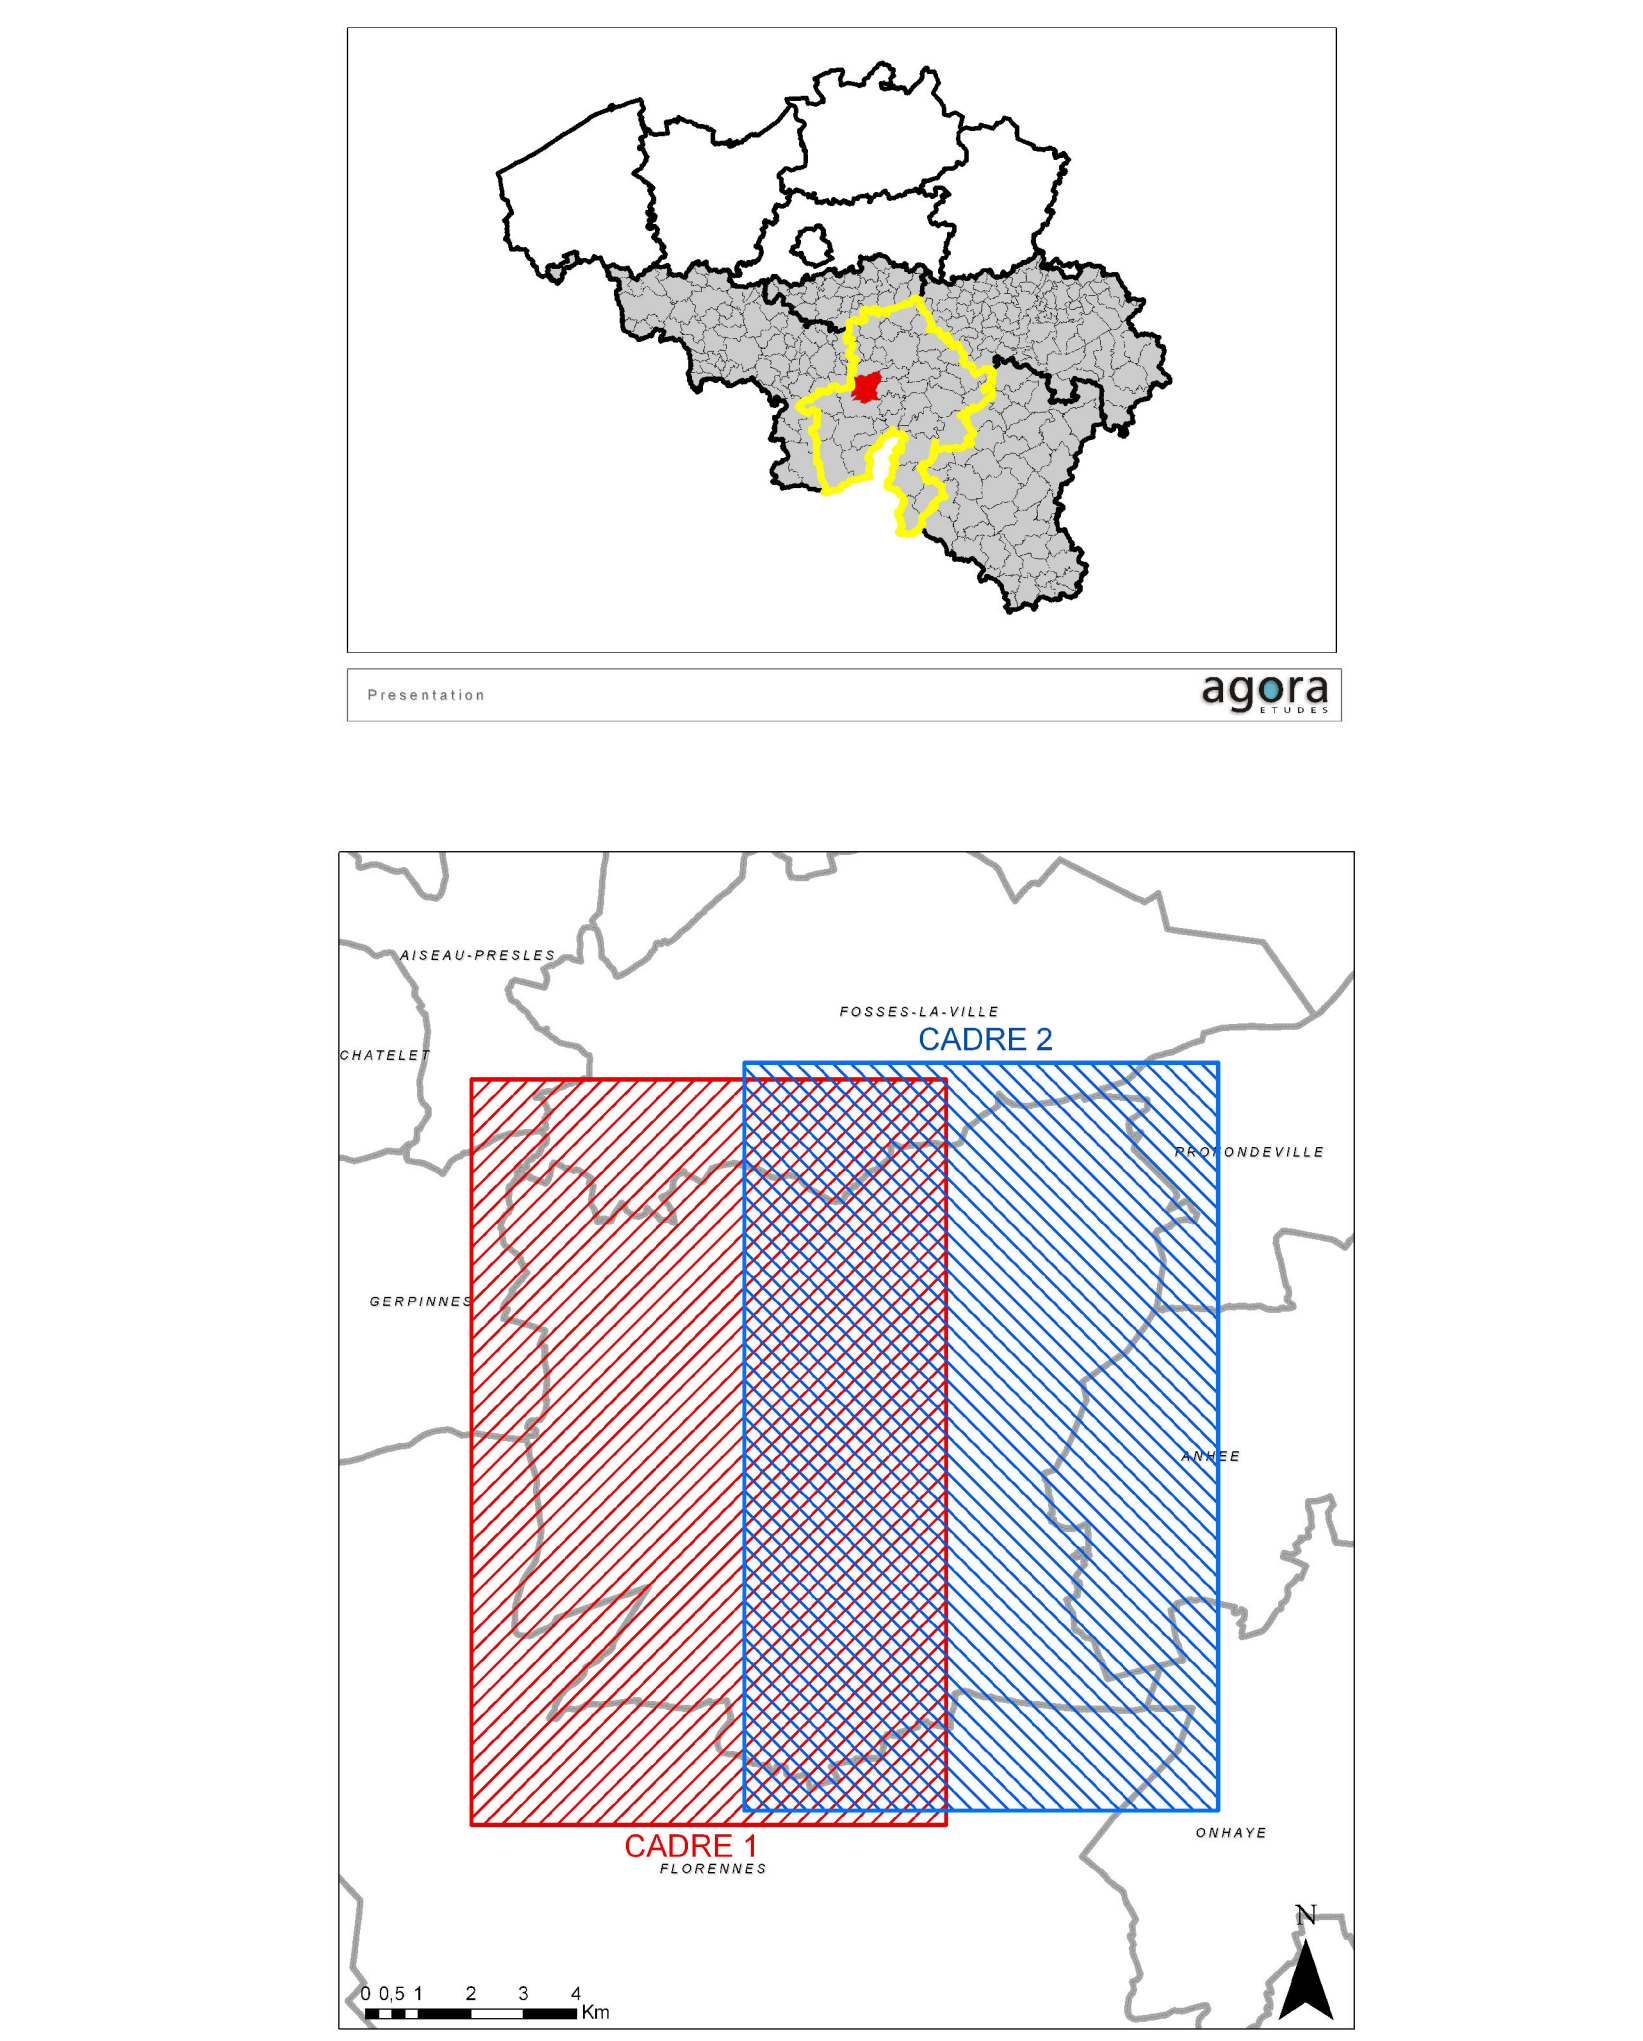 Presentation
agora
ETUDES
AISEAU-PRESLES
FOSSES-LA-VILLE
CADRE 2
CHATELET
PROFONDEVILLE
GERPINNES
ANHEE
ONHAYE
CADRE 1
FLORENNES
N
0 0,5 1 2 3 4
Km